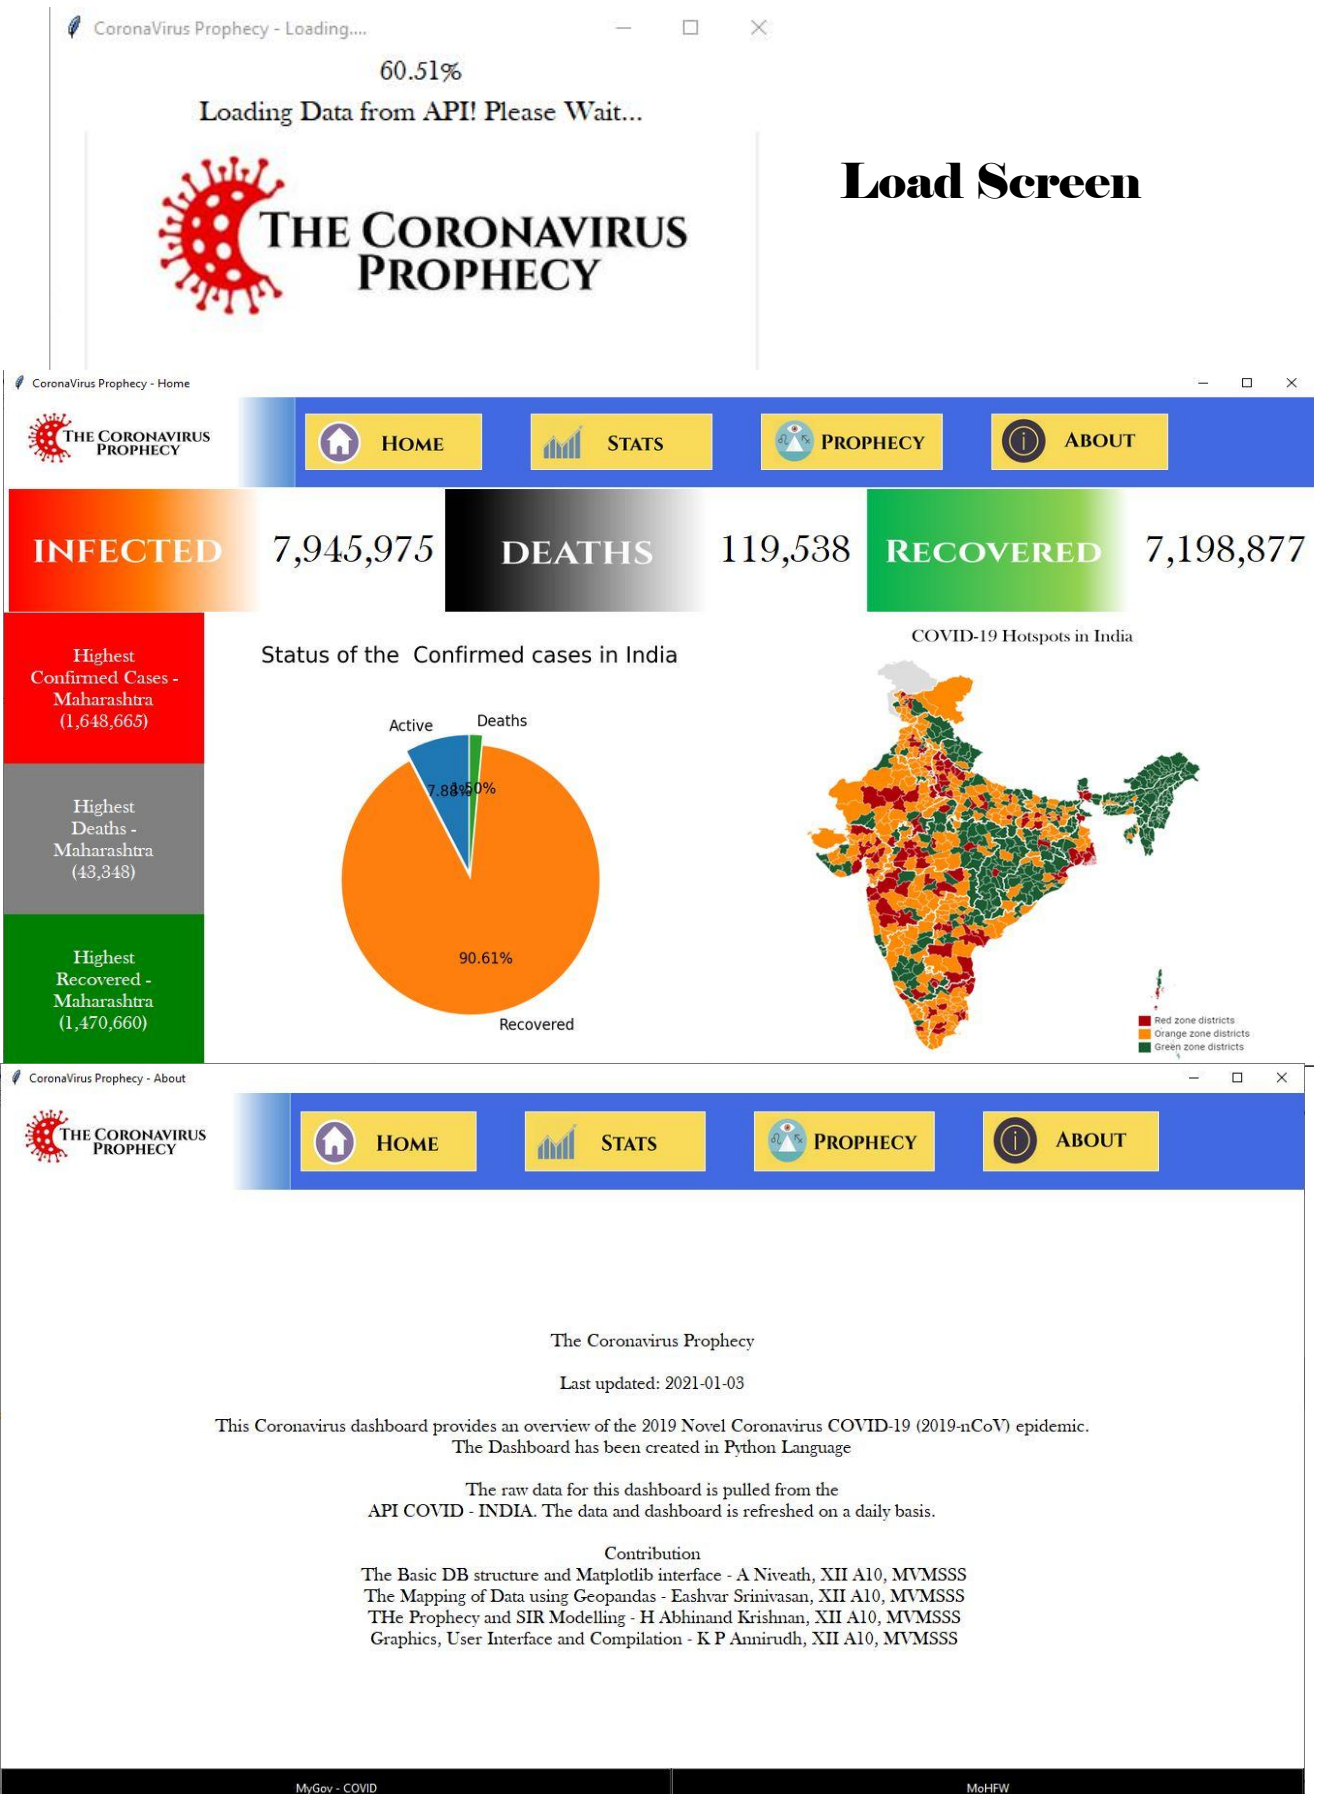 CoronaVirus Prophecy - Loading....
60.51%
Loading Data from API! Please Wait...
THE CORONAVIRUS
PROPHECY
Load Screen
CoronaVirus Prophecy - Home
THE CORONAVIRUS
PROPHECY
HOME
STATS
PROPHECY
ABOUT
INFECTED
7,945,975
DEATHS
119,538
RECOVERED
7,198,877
Highest
Confirmed Cases -
Maharashtra
(1,648,665)
Highest
Deaths -
Maharashtra
(43,348)
Highest
Recovered -
Maharashtra
(1,470,660)
Status of the  Confirmed cases in India
Active
Deaths
7.88%
1.50%
90.61%
Recovered
COVID-19 Hotspots in India
Red zone districts
Orange zone districts
Green zone districts
CoronaVirus Prophecy - About
THE CORONAVIRUS
PROPHECY
HOME
STATS
PROPHECY
ABOUT
The Coronavirus Prophecy
Last updated: 2021-01-03
This Coronavirus dashboard provides an overview of the 2019 Novel Coronavirus COVID-19 (2019-nCoV) epidemic.
The Dashboard has been created in Python Language
The raw data for this dashboard is pulled from the
API COVID - INDIA. The data and dashboard is refreshed on a daily basis.
Contribution
The Basic DB structure and Matplotlib interface - A Niveath, XII A10, MVMSSS
The Mapping of Data using Geopandas - Eashvar Srinivasan, XII A10, MVMSSS
THe Prophecy and SIR Modelling - H Abhinand Krishnan, XII A10, MVMSSS
Graphics, User Interface and Compilation - K P Annirudh, XII A10, MVMSSS
MyGov - COVID
MoHFW